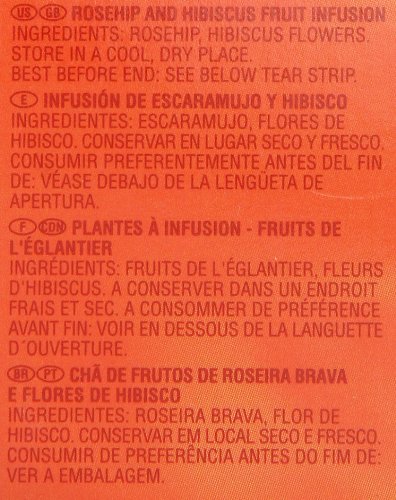 US GB ROSEHIP AND HIBISCUS FRUIT INFUSION
INGREDIENTS: ROSEHIP, HIBISCUS FLOWERS.
STORE IN A COOL, DRY PLACE.
BEST BEFORE END: SEE BELOW TEAR STRIP.
E INFUSIÓN DE ESCARAMUJO Y HIBISCO
INGREDIENTES: ESCARAMUJO, FLORES DE
HIBISCO. CONSERVAR EN LUGAR SECO Y FRESCO.
CONSUMIR PREFERENTEMENTE ANTES DEL FIN
DE: VÉASE DEBAJO DE LA LENGÜETA DE
APERTURA.
F CDN PLANTES À INFUSION - FRUITS DE
L'ÉGLANTIER
INGRÉDIENTS: FRUITS DE L'ÉGLANTIER, FLEURS
D'HIBISCUS. A CONSERVER DANS UN ENDROIT
FRAIS ET SEC. A CONSOMMER DE PRÉFÉRENCE
AVANT FIN: VOIR EN DESSOUS DE LA LANGUETTE
D´OUVERTURE.
BR PT CHÃ DE FRUTOS DE ROSEIRA BRAVA
E FLORES DE HIBISCO
INGREDIENTES: ROSEIRA BRAVA, FLOR DE
HIBISCO. CONSERVAR EM LOCAL SECO E FRESCO.
CONSUMIR DE PREFERÊNCIA ANTES DO FIM DE:
VER A EMBALAGEM.